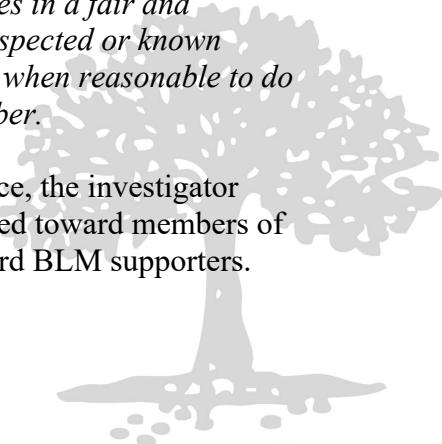 es in a fair and
spected or known
when reasonable to do
ber.
ce, the investigator
ed toward members of
rd BLM supporters.